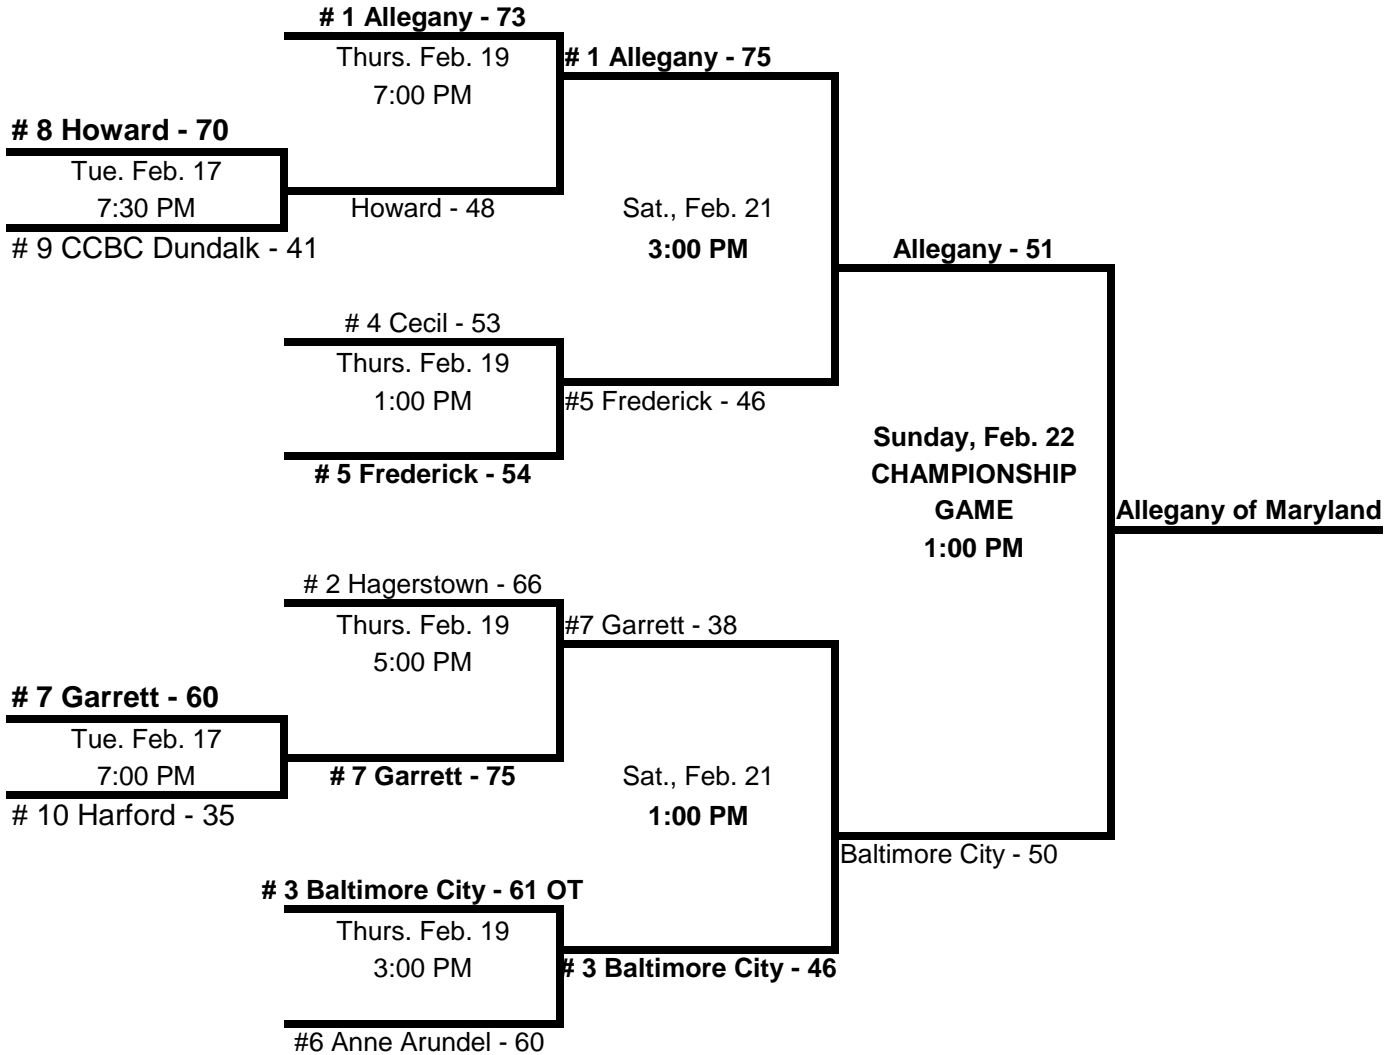 # 1 Allegany - 73
Thurs. Feb. 19
# 1 Allegany - 75
7:00 PM
# 8 Howard - 70
Tue. Feb. 17
7:30 PM
Howard - 48
Sat., Feb. 21
# 9 CCBC Dundalk - 41
3:00 PM
Allegany - 51
# 4 Cecil - 53
Thurs. Feb. 19
1:00 PM
#5 Frederick - 46
Sunday, Feb. 22
# 5 Frederick - 54
CHAMPIONSHIP
GAME
Allegany of Maryland
1:00 PM
# 2 Hagerstown - 66
Thurs. Feb. 19
#7 Garrett - 38
5:00 PM
# 7 Garrett - 60
Tue. Feb. 17
7:00 PM
# 7 Garrett - 75
Sat., Feb. 21
# 10 Harford - 35
1:00 PM
Baltimore City - 50
# 3 Baltimore City - 61 OT
Thurs. Feb. 19
3:00 PM
# 3 Baltimore City - 46
#6 Anne Arundel - 60